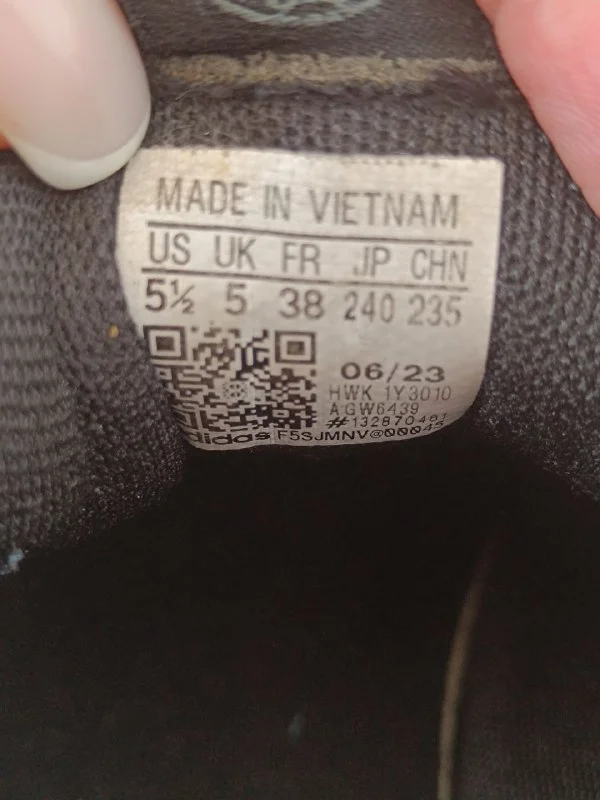 MADE IN VIETNAM
US UK FR JP CHN
5½ 5 38 240 235
06/23
HWK 1Y3010
AGW6439
#132870451
adidas F5SJMNV@00045